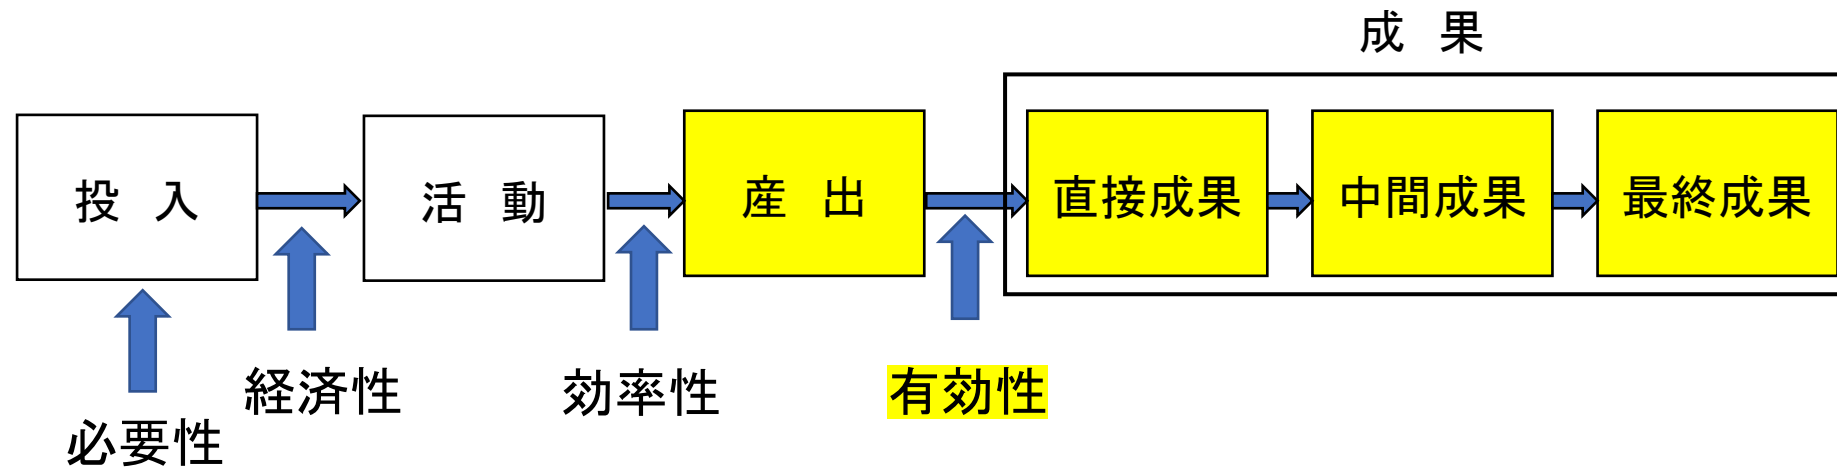 成 果
投 入
活 動
産 出
直接成果
中間成果
最終成果
必要性
経済性
効率性
有効性